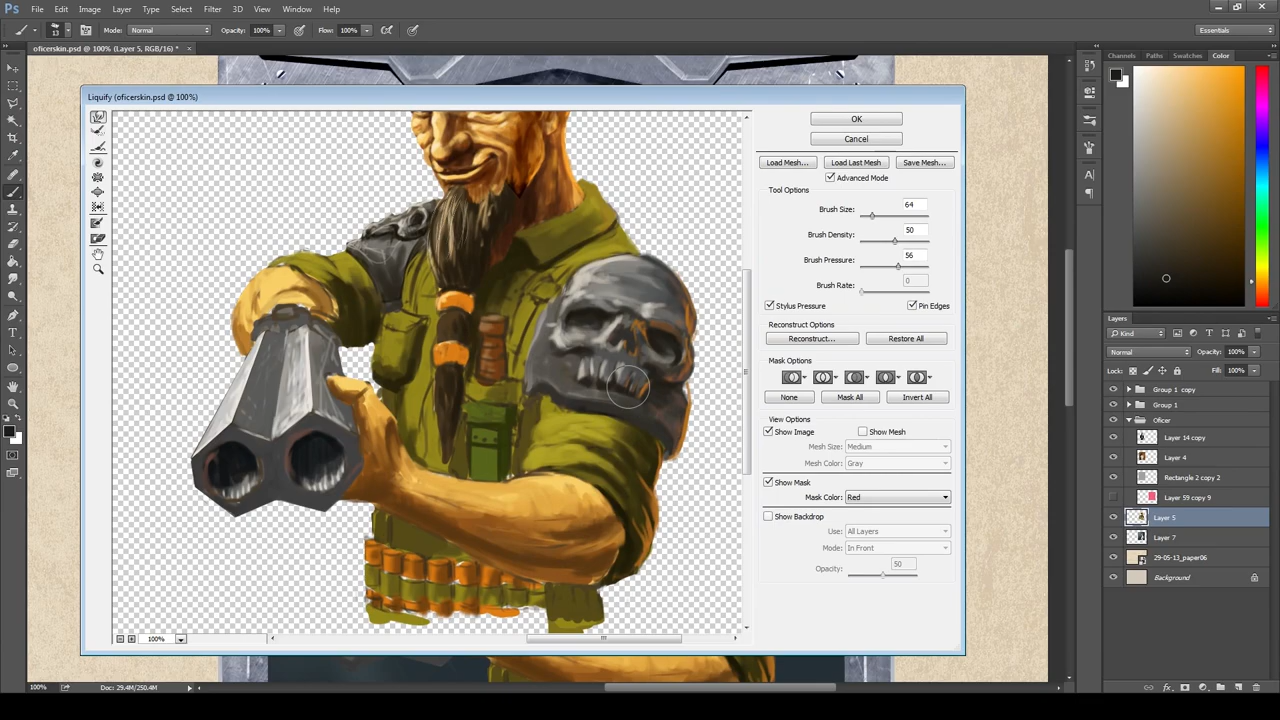 Ps File Edit Image Layer Type Select Filter 3D View Window Help
13 Mode: Normal Opacity: 100% Flow: 100% Essentials
oficerskin.psd @ 100% (Layer 5, RGB/16) * ×
Channels Paths Swatches Color
Liquify (oficerskin.psd @ 100%)
OK
Cancel
Load Mesh... Load Last Mesh Save Mesh...
Advanced Mode
Tool Options
Brush Size: 64
Brush Density: 50
Brush Pressure: 56
Brush Rate: 0
Stylus Pressure Pin Edges
Reconstruct Options
Reconstruct... Restore All
Mask Options
None Mask All Invert All
View Options
Show Image Show Mesh
Mesh Size: Medium
Mesh Color: Gray
Show Mask
Mask Color: Red
Show Backdrop
Use: All Layers
Mode: In Front
Opacity: 50
100%
Layers
Kind
Normal Opacity: 100%
Lock: Fill: 100%
Group 1 copy
Group 1
Oficer
Layer 14 copy
Layer 4
Rectangle 2 copy 2
Layer 59 copy 9
Layer 5
Layer 7
29-05-13_paper06
Background
100% Doc: 29.4M/250.4M